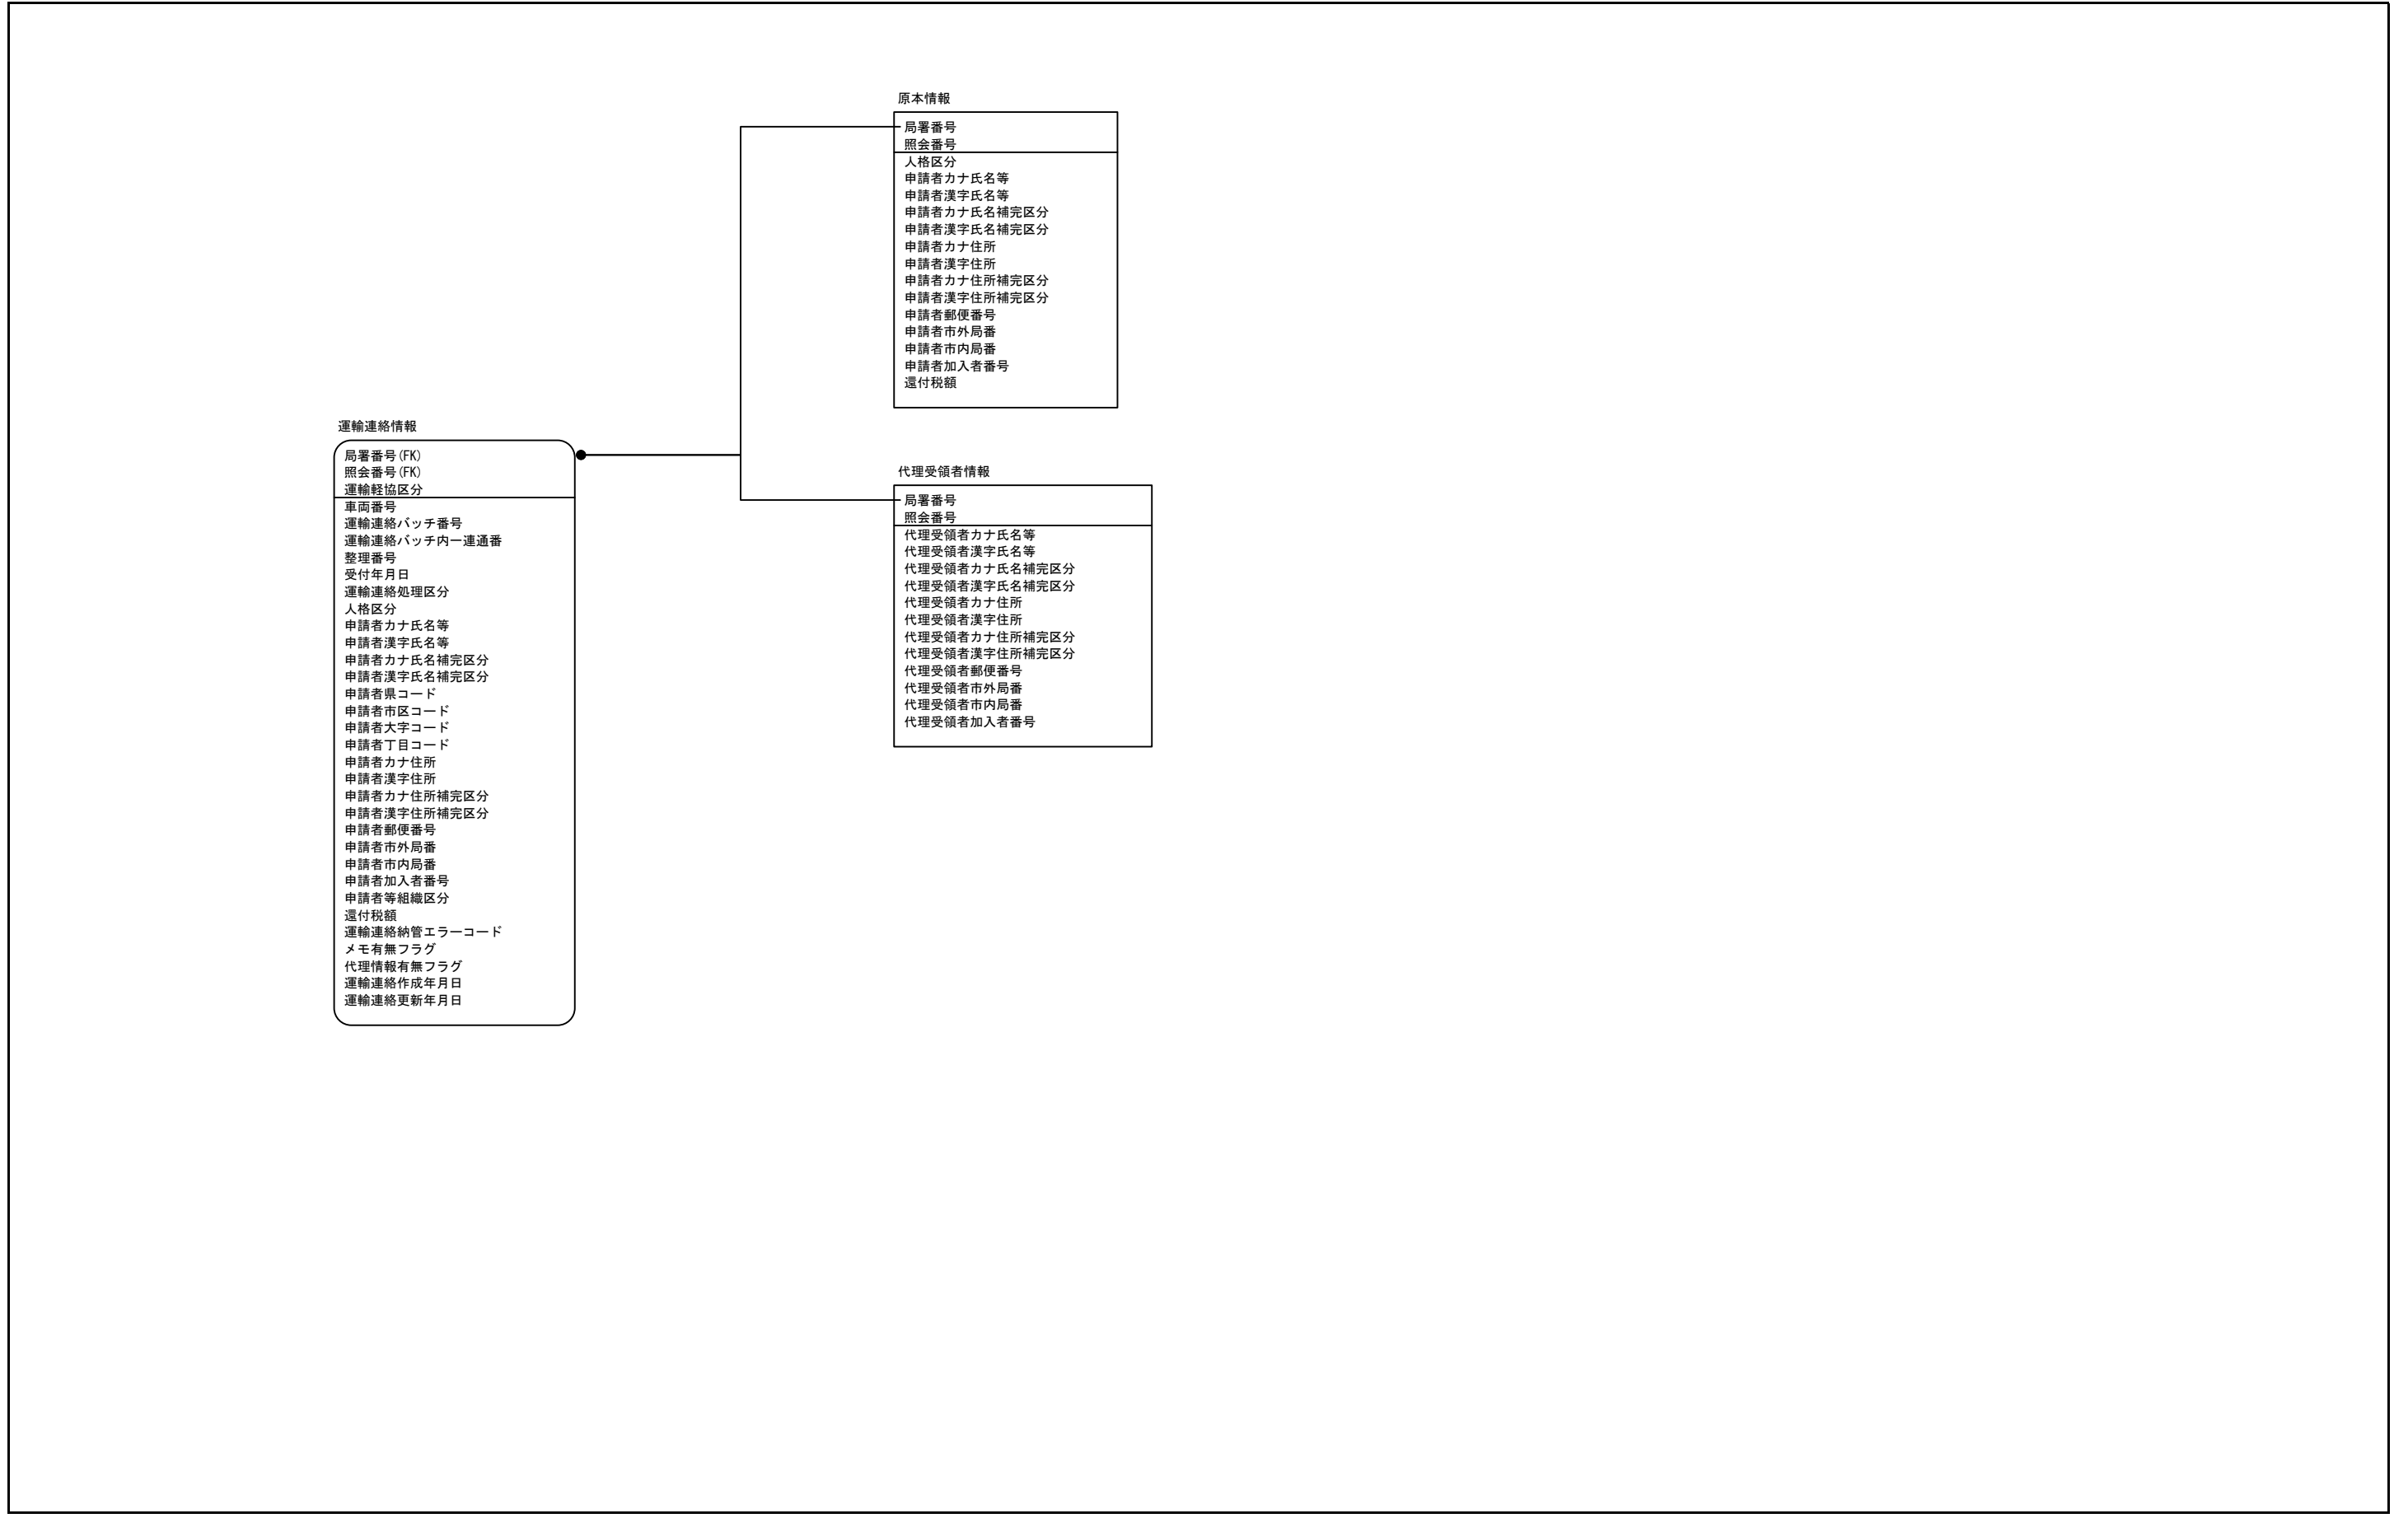 原本情報
局署番号
照会番号
人格区分
申請者カナ氏名等
申請者漢字氏名等
申請者カナ氏名補完区分
申請者漢字氏名補完区分
申請者カナ住所
申請者漢字住所
申請者カナ住所補完区分
申請者漢字住所補完区分
申請者郵便番号
申請者市外局番
申請者市内局番
申請者加入者番号
還付税額
運輸連絡情報
局署番号(FK)
照会番号(FK)
運輸軽協区分
車両番号
運輸連絡バッチ番号
運輸連絡バッチ内一連通番
整理番号
受付年月日
運輸連絡処理区分
人格区分
申請者カナ氏名等
申請者漢字氏名等
申請者カナ氏名補完区分
申請者漢字氏名補完区分
申請者県コード
申請者市区コード
申請者大字コード
申請者丁目コード
申請者カナ住所
申請者漢字住所
申請者カナ住所補完区分
申請者漢字住所補完区分
申請者郵便番号
申請者市外局番
申請者市内局番
申請者加入者番号
申請者等組織区分
還付税額
運輸連絡納管エラーコード
メモ有無フラグ
代理情報有無フラグ
運輸連絡作成年月日
運輸連絡更新年月日
代理受領者情報
局署番号
照会番号
代理受領者カナ氏名等
代理受領者漢字氏名等
代理受領者カナ氏名補完区分
代理受領者漢字氏名補完区分
代理受領者カナ住所
代理受領者漢字住所
代理受領者カナ住所補完区分
代理受領者漢字住所補完区分
代理受領者郵便番号
代理受領者市外局番
代理受領者市内局番
代理受領者加入者番号